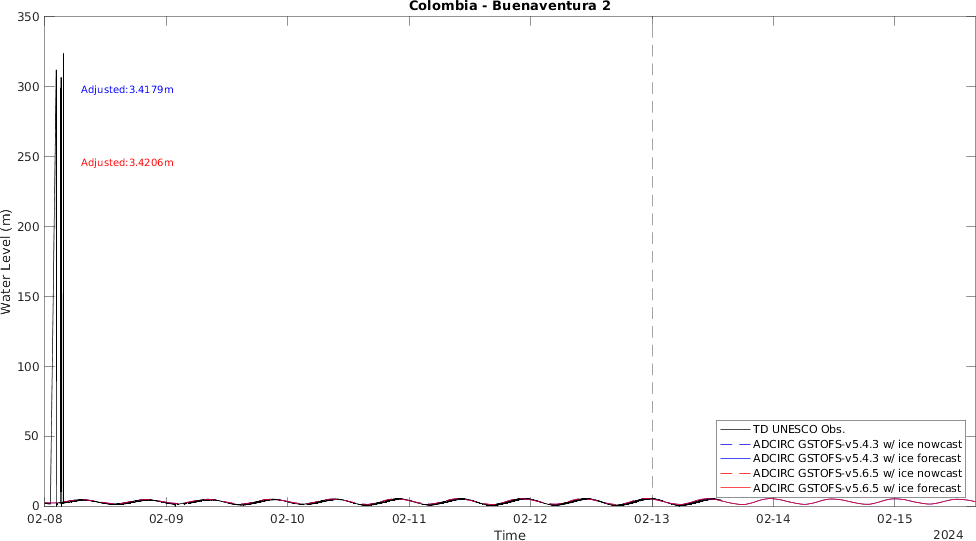 Colombia - Buenaventura 2
350
300
250
200
150
100
50
0
Water Level (m)
Adjusted:3.4179m
Adjusted:3.4206m
TD UNESCO Obs.
ADCIRC GSTOFS-v5.4.3 w/ ice nowcast
ADCIRC GSTOFS-v5.4.3 w/ ice forecast
ADCIRC GSTOFS-v5.6.5 w/ ice nowcast
ADCIRC GSTOFS-v5.6.5 w/ ice forecast
02-08 02-09 02-10 02-11 02-12 02-13 02-14 02-15
Time
2024